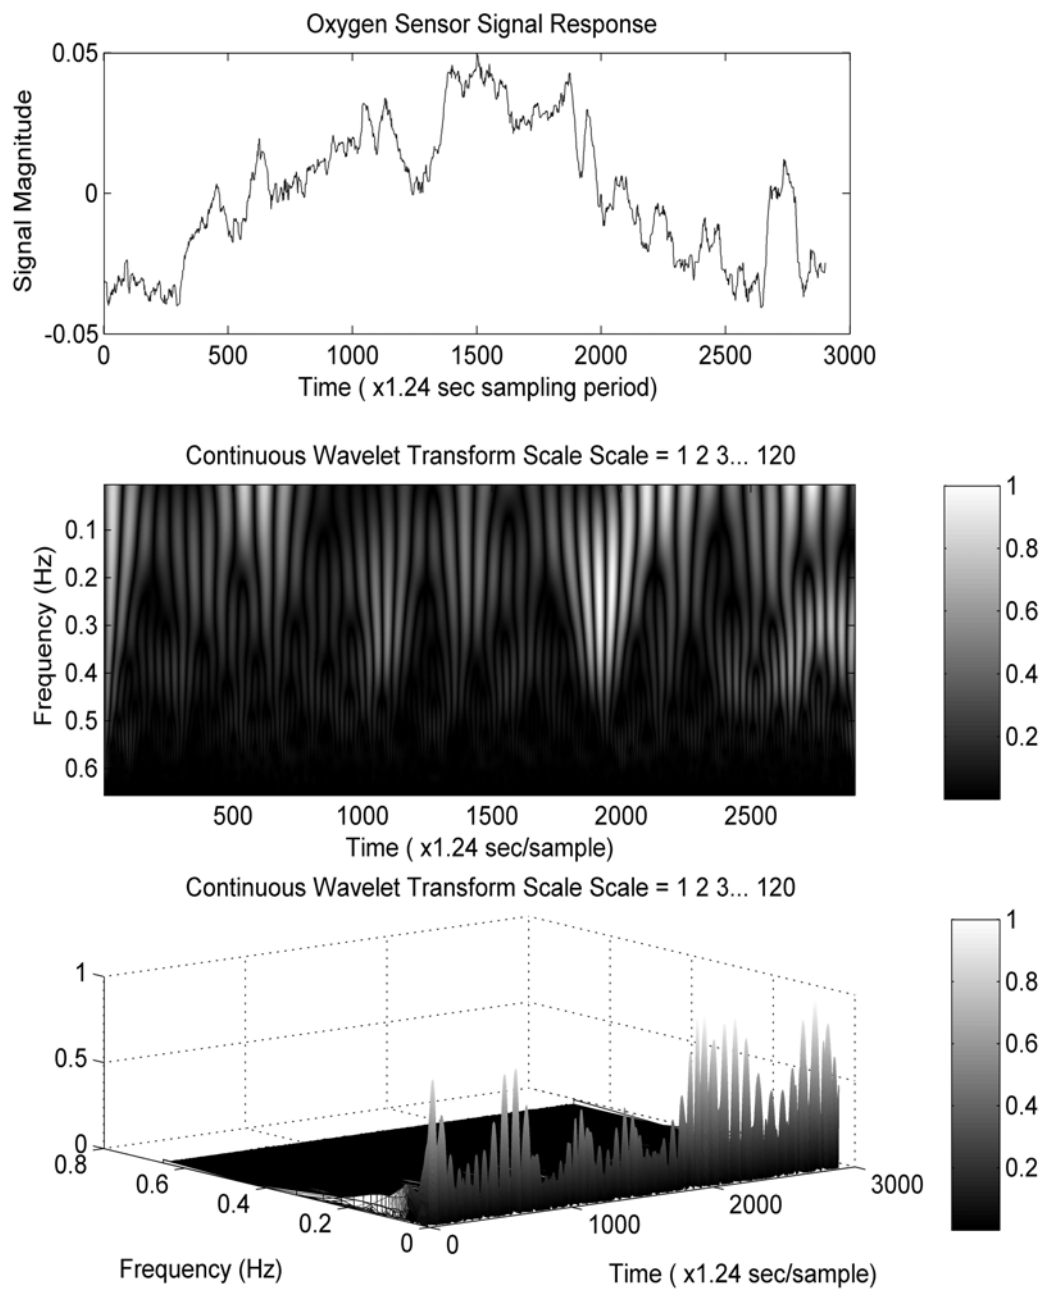 Oxygen Sensor Signal Response
0.05
0
-0.05
Signal Magnitude
0 500 1000 1500 2000 2500 3000
Time ( x1.24 sec sampling period)
Continuous Wavelet Transform Scale Scale = 1 2 3... 120
0.1
0.2
0.3
0.4
0.5
0.6
Frequency (Hz)
500 1000 1500 2000 2500
Time ( x1.24 sec/sample)
1
0.8
0.6
0.4
0.2
Continuous Wavelet Transform Scale Scale = 1 2 3... 120
1
0.5
0
0.8
0.6
0.4
0.2
0
Frequency (Hz)
0
1000
2000
3000
Time ( x1.24 sec/sample)
1
0.8
0.6
0.4
0.2